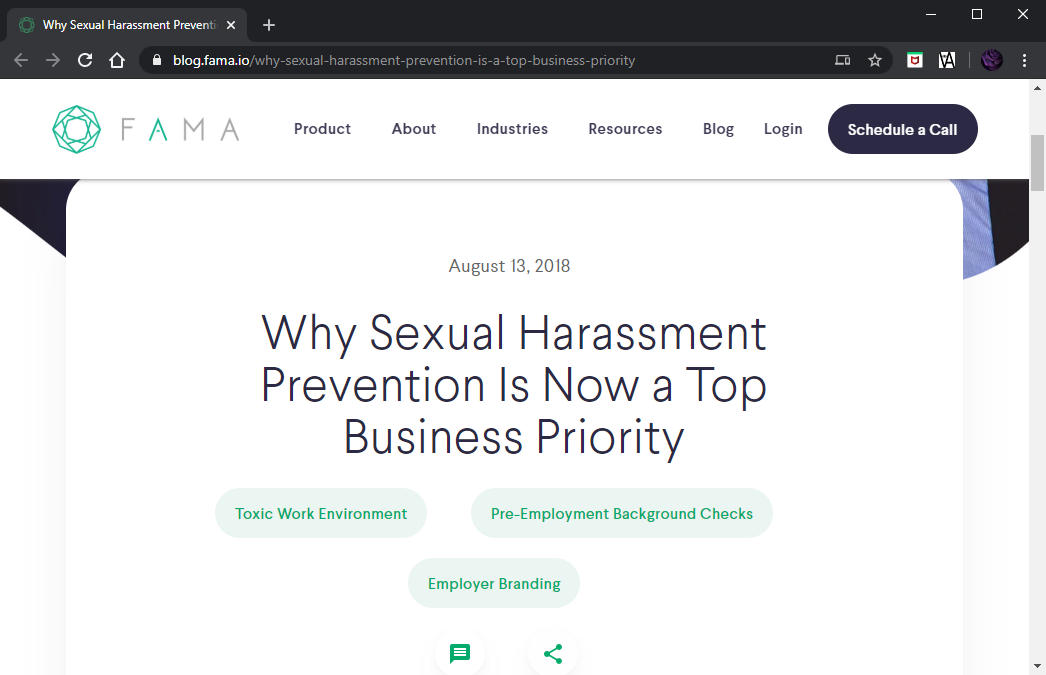 Why Sexual Harassment Preventi
blog.fama.io/why-sexual-harassment-prevention-is-a-top-business-priority
FAMA
Product
About
Industries
Resources
Blog
Login
Schedule a Call
August 13, 2018
Why Sexual Harassment
Prevention Is Now a Top
Business Priority
Toxic Work Environment
Pre-Employment Background Checks
Employer Branding